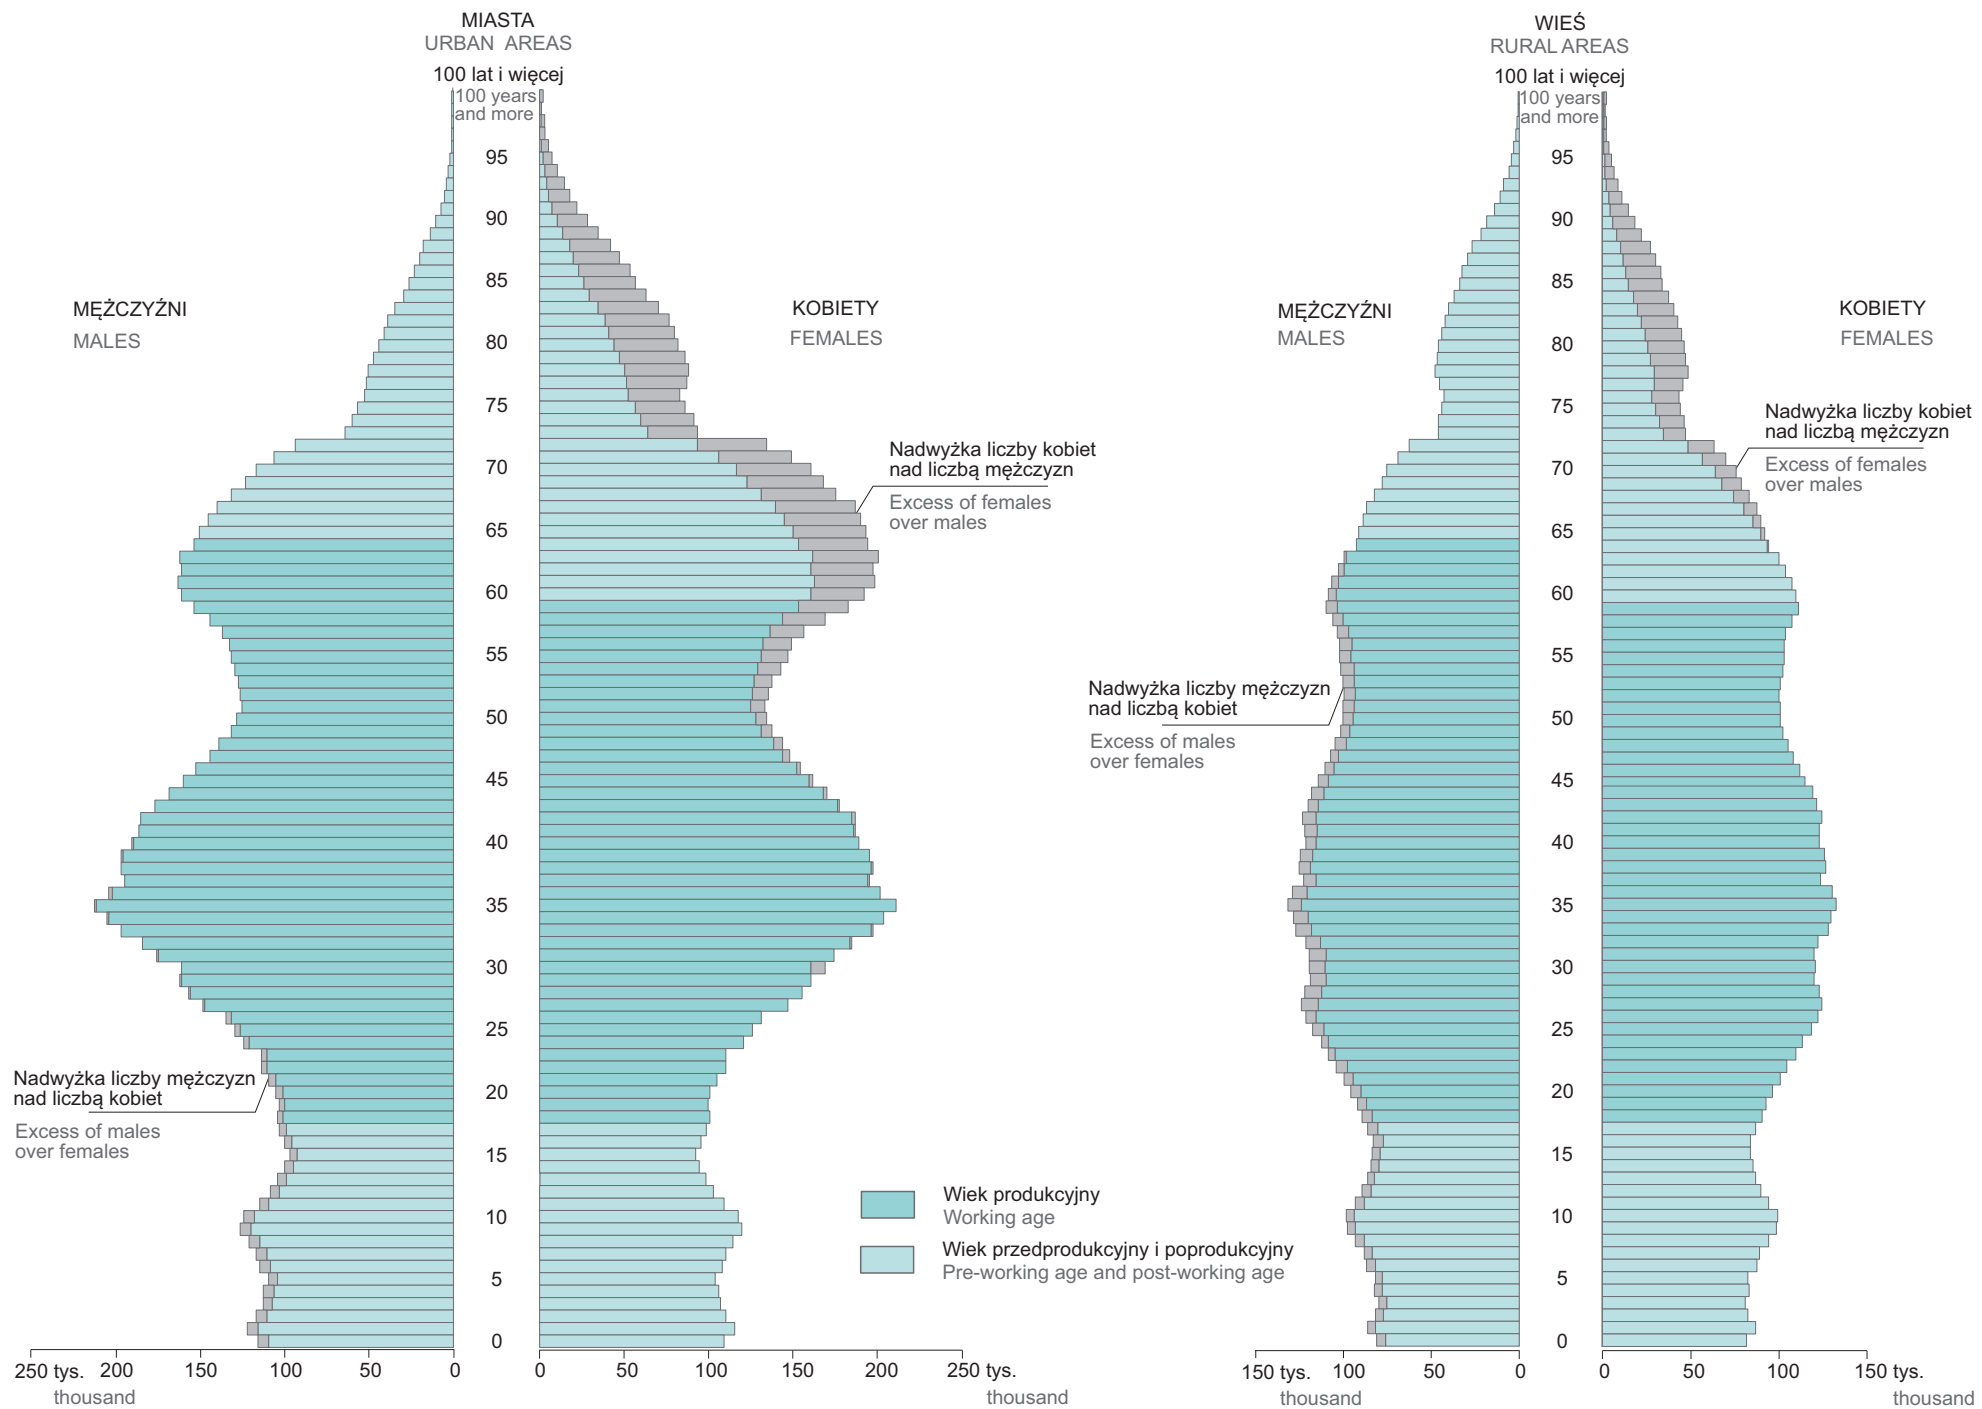 MIASTA
URBAN AREAS
100 lat i więcej
100 years
and more
95
90
85
80
75
70
65
60
55
50
45
40
35
30
25
20
15
10
5
0
MĘŻCZYŹNI
MALES
KOBIETY
FEMALES
Nadwyżka liczby kobiet
nad liczbą mężczyzn
Excess of females
over males
Nadwyżka liczby mężczyzn
nad liczbą kobiet
Excess of males
over females
250 tys.
thousand
200
150
100
50
0
0
50
100
150
200
250 tys.
thousand
Wiek produkcyjny
Working age
Wiek przedprodukcyjny i poprodukcyjny
Pre-working age and post-working age
WIEŚ
RURAL AREAS
100 lat i więcej
100 years
and more
95
90
85
80
75
70
65
60
55
50
45
40
35
30
25
20
15
10
5
0
MĘŻCZYŹNI
MALES
KOBIETY
FEMALES
Nadwyżka liczby kobiet
nad liczbą mężczyzn
Excess of females
over males
Nadwyżka liczby mężczyzn
nad liczbą kobiet
Excess of males
over females
150 tys.
thousand
100
50
0
0
50
100
150 tys.
thousand